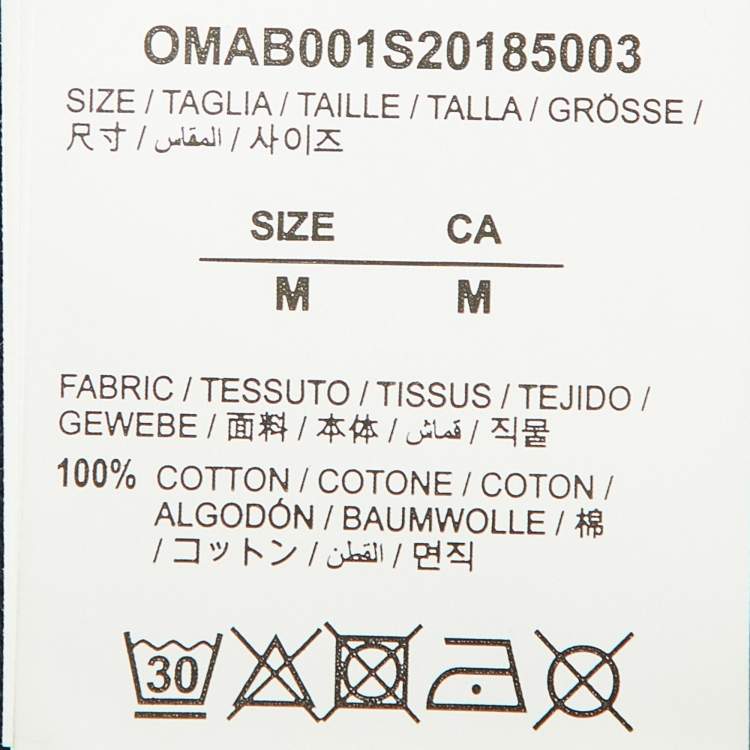 OMAB001S20185003
SIZE / TAGLIA / TAILLE / TALLA / GRÖSSE /
尺寸 / المقاس / 사이즈
SIZE CA
M M
FABRIC / TESSUTO / TISSUS / TEJIDO /
GEWEBE / 面料 / 本体 / قماش / 직물
100% COTTON / COTONE / COTON /
ALGODÓN / BAUMWOLLE / 棉
/ コットン / القطن / 면직
30